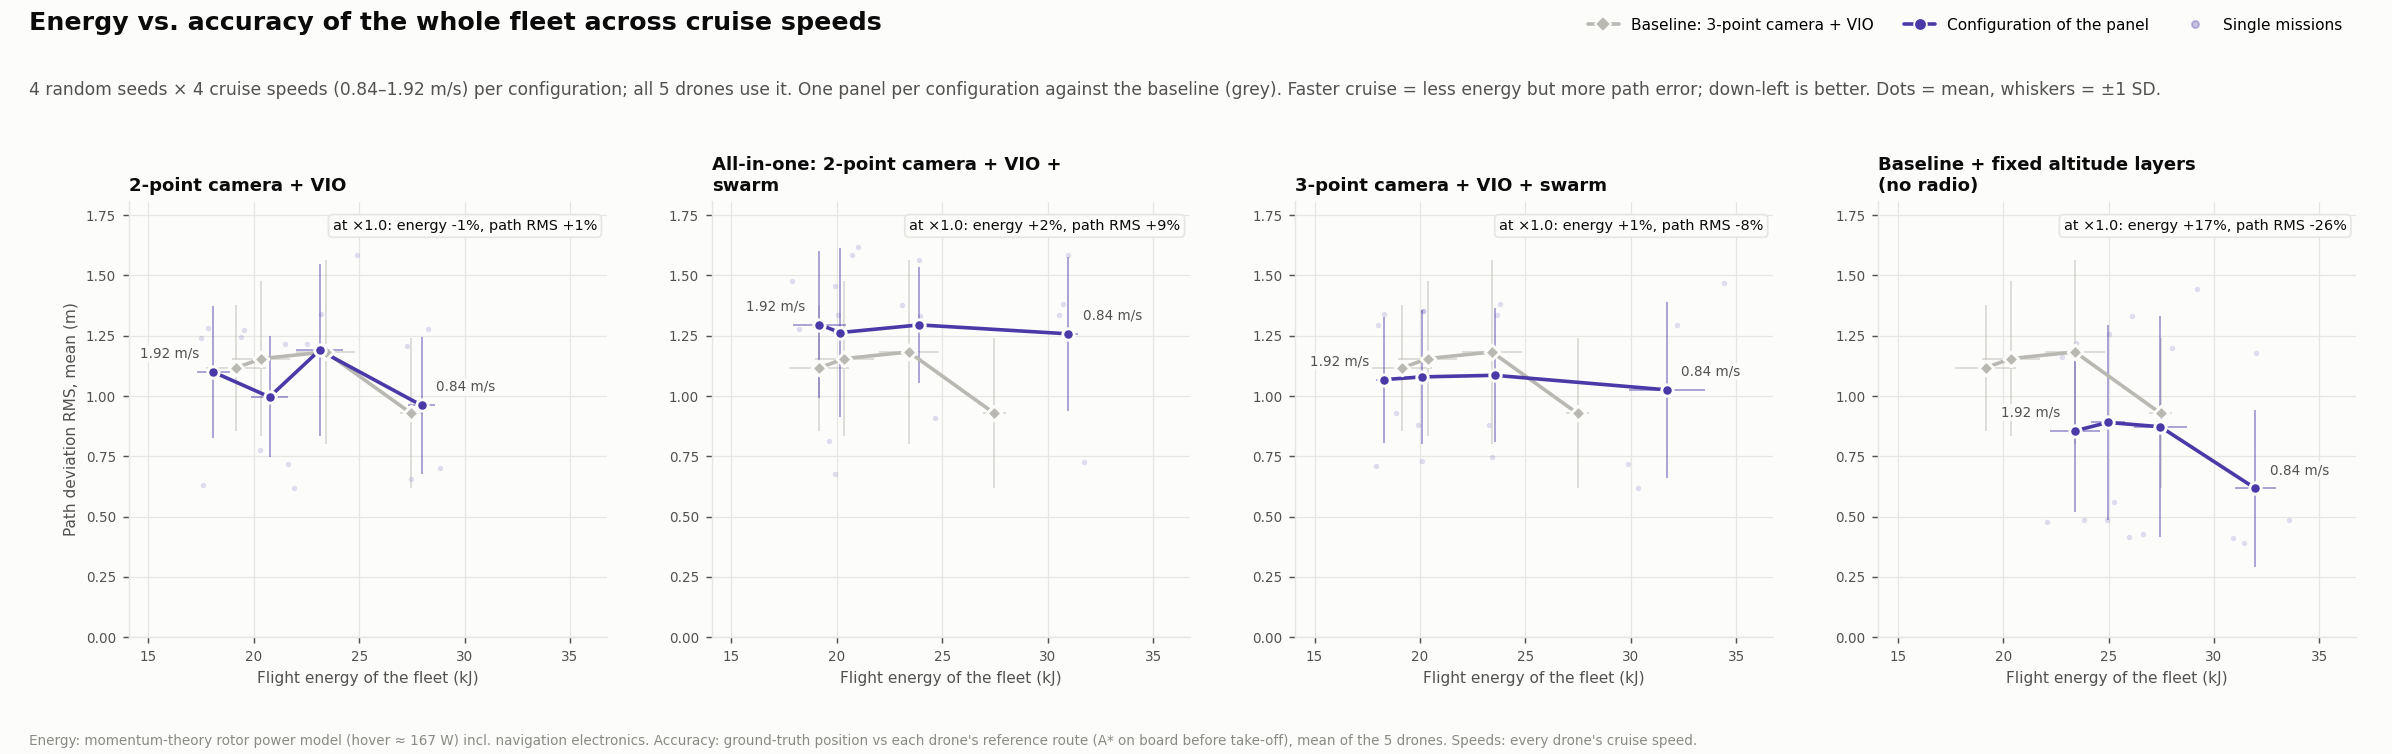 Energy vs. accuracy of the whole fleet across cruise speeds
Baseline: 3-point camera + VIO
Configuration of the panel
Single missions
4 random seeds × 4 cruise speeds (0.84–1.92 m/s) per configuration; all 5 drones use it. One panel per configuration against the baseline (grey). Faster cruise = less energy but more path error; down-left is better. Dots = mean, whiskers = ±1 SD.
2-point camera + VIO
at ×1.0: energy -1%, path RMS +1%
1.92 m/s
0.84 m/s
Path deviation RMS, mean (m)
1.75
1.50
1.25
1.00
0.75
0.50
0.25
0.00
15
20
25
30
35
Flight energy of the fleet (kJ)
All-in-one: 2-point camera + VIO +
swarm
at ×1.0: energy +2%, path RMS +9%
1.92 m/s
0.84 m/s
1.75
1.50
1.25
1.00
0.75
0.50
0.25
0.00
15
20
25
30
35
Flight energy of the fleet (kJ)
3-point camera + VIO + swarm
at ×1.0: energy +1%, path RMS -8%
1.92 m/s
0.84 m/s
1.75
1.50
1.25
1.00
0.75
0.50
0.25
0.00
15
20
25
30
35
Flight energy of the fleet (kJ)
Baseline + fixed altitude layers
(no radio)
at ×1.0: energy +17%, path RMS -26%
1.92 m/s
0.84 m/s
1.75
1.50
1.25
1.00
0.75
0.50
0.25
0.00
15
20
25
30
35
Flight energy of the fleet (kJ)
Energy: momentum-theory rotor power model (hover ≈ 167 W) incl. navigation electronics. Accuracy: ground-truth position vs each drone's reference route (A* on board before take-off), mean of the 5 drones. Speeds: every drone's cruise speed.